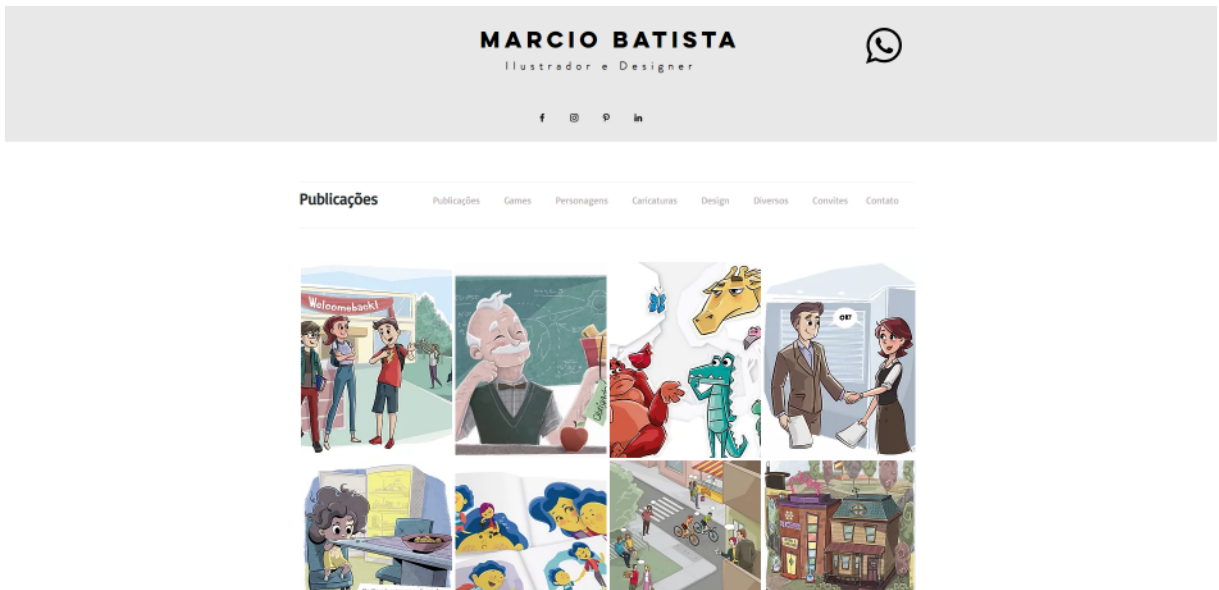 MARCIO BATISTA
Ilustrador e Designer
Publicações
Publicações Games Personagens Caricaturas Design Diversos Convites Contato
Welcomeback!
OK!